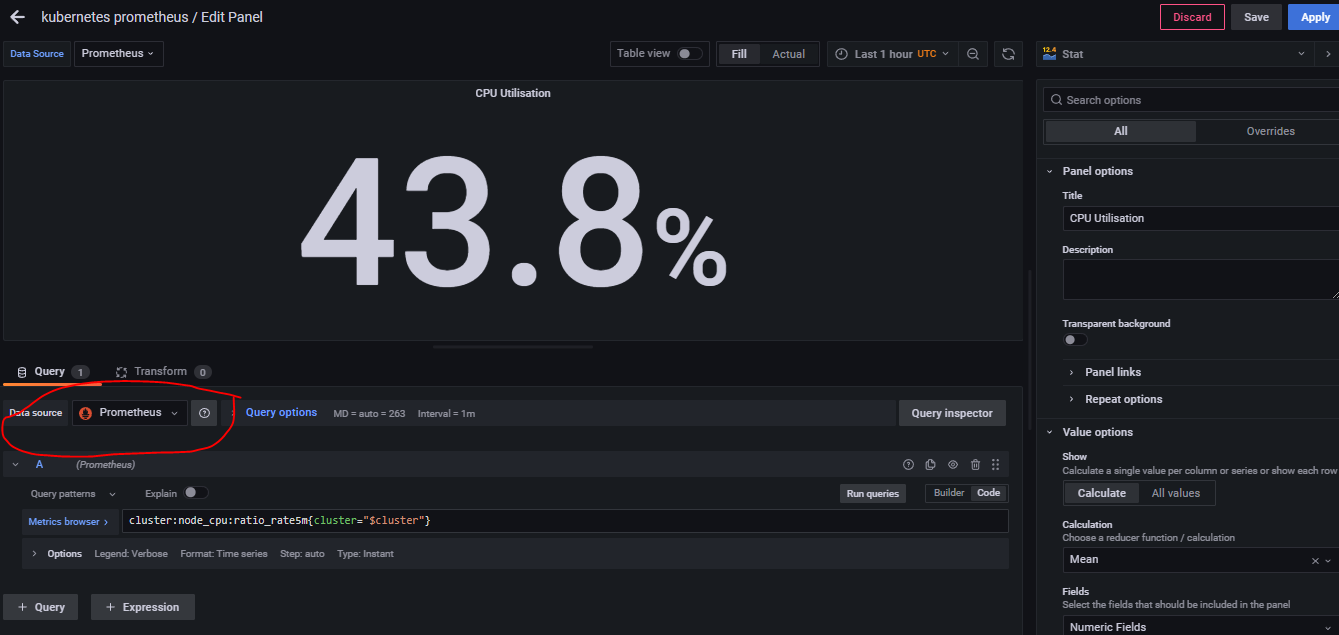 kubernetes prometheus / Edit Panel
Discard Save Apply
Data Source Prometheus
Table view Fill Actual Last 1 hour UTC
12.4 Stat
CPU Utilisation
43.8%
Search options
All Overrides
Panel options
Title
CPU Utilisation
Description
Transparent background
Panel links
Repeat options
Value options
Show
Calculate a single value per column or series or show each row
Calculate All values
Calculation
Choose a reducer function / calculation
Mean
Fields
Select the fields that should be included in the panel
Numeric Fields
Query 1 Transform 0
Data source Prometheus Query options MD = auto = 263 Interval = 1m Query inspector
A (Prometheus)
Query patterns Explain Run queries Builder Code
Metrics browser > cluster:node_cpu:ratio_rate5m{cluster="$cluster"}
Options Legend: Verbose Format: Time series Step: auto Type: Instant
+ Query + Expression